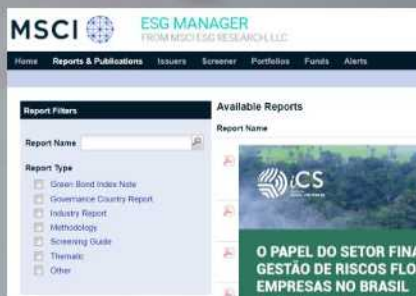 MSCI
ESG MANAGER
FROM MSCI ESG RESEARCH, LLC
Home Reports & Publications Issuers Screener Portfolios Funds Alerts
Report Filters
Report Name
Report Type
Green Bond Index Note
Governance Country Report
Industry Report
Methodology
Screening Guide
Thematic
Other
Available Reports
Report Name
iCS
O PAPEL DO SETOR FINA
GESTÃO DE RISCOS FLO
EMPRESAS NO BRASIL